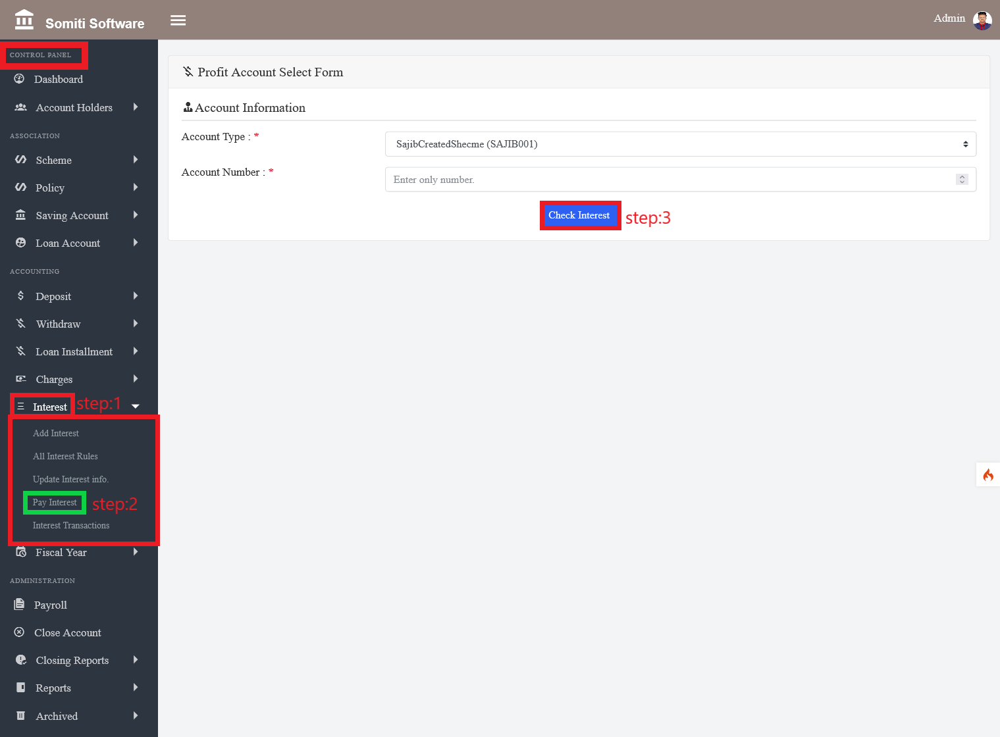 Somiti Software
Admin
CONTROL PANEL
Dashboard
Account Holders
ASSOCIATION
Scheme
Policy
Saving Account
Loan Account
ACCOUNTING
Deposit
Withdraw
Loan Installment
Charges
Interest step:1
Add Interest
All Interest Rules
Update Interest info.
Pay Interest step:2
Interest Transactions
Fiscal Year
ADMINISTRATION
Payroll
Close Account
Closing Reports
Reports
Archived
Profit Account Select Form
Account Information
Account Type : * SajibCreatedShecme (SAJIB001)
Account Number : * Enter only number.
Check Interest step:3